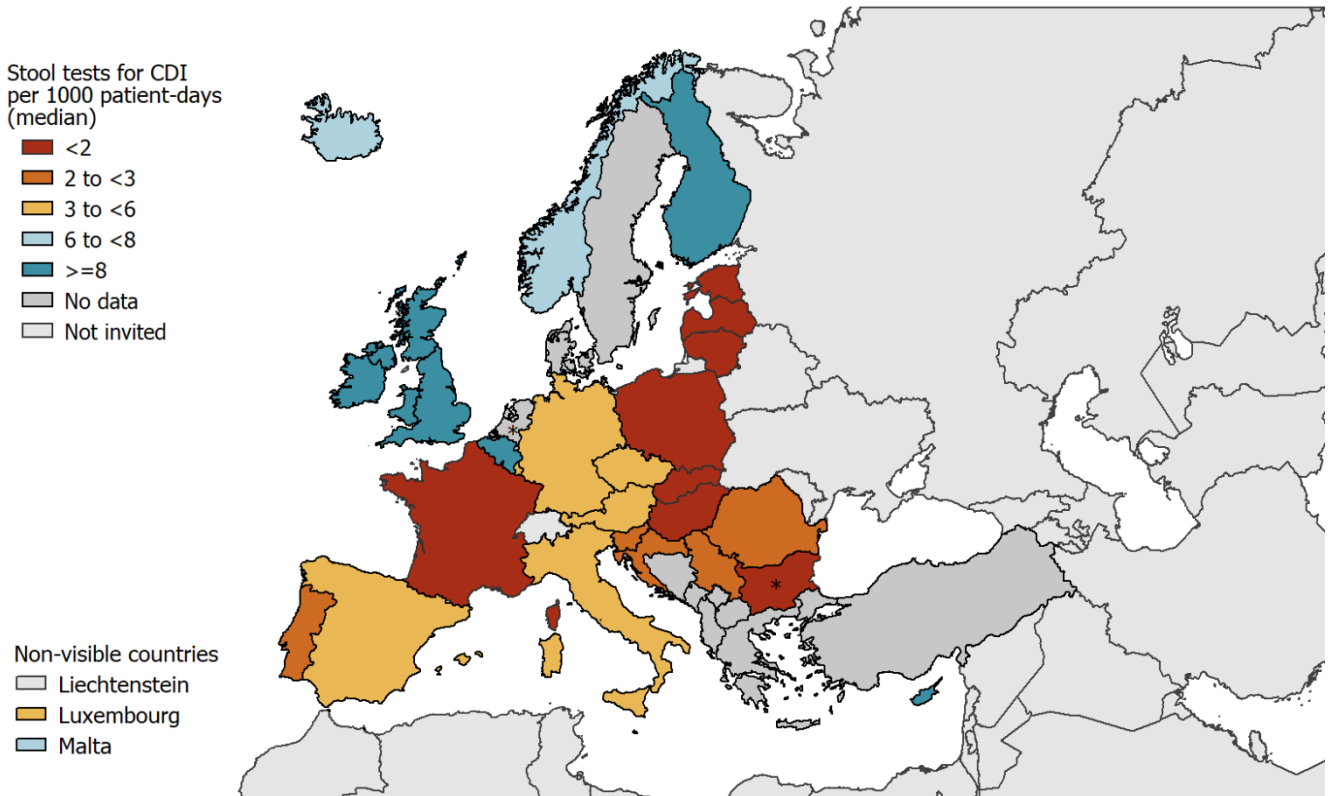 Stool tests for CDI
per 1000 patient-days
(median)
<2
2 to <3
3 to <6
6 to <8
>=8
No data
Not invited
*
*
Non-visible countries
Liechtenstein
Luxembourg
Malta